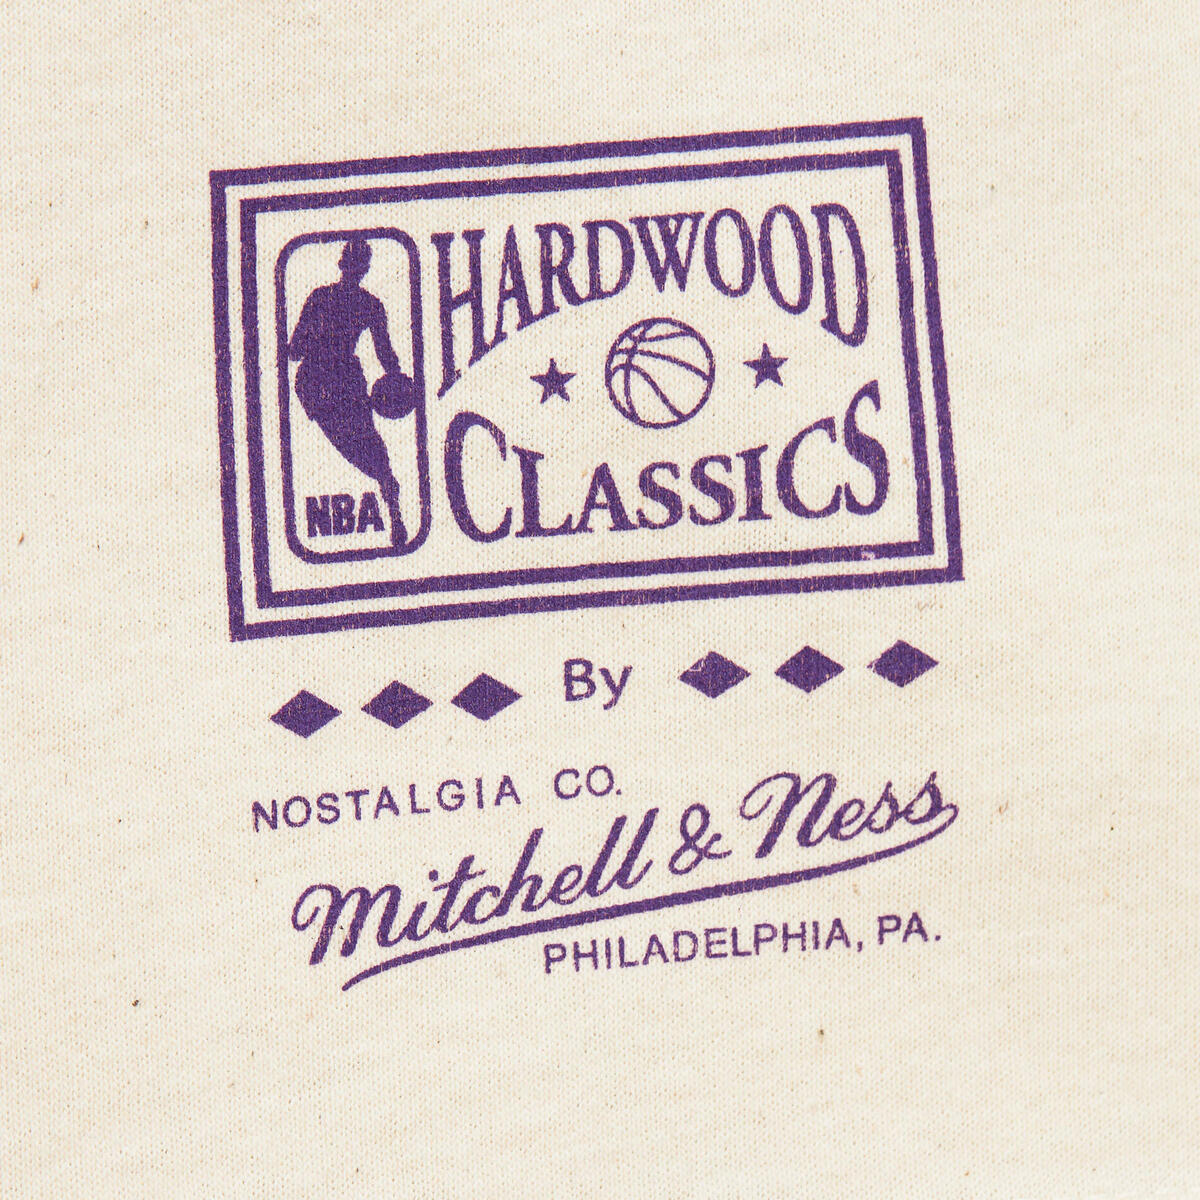 HARDWOOD
CLASSICS
NBA
By
NOSTALGIA CO.
Mitchell & Ness
PHILADELPHIA, PA.